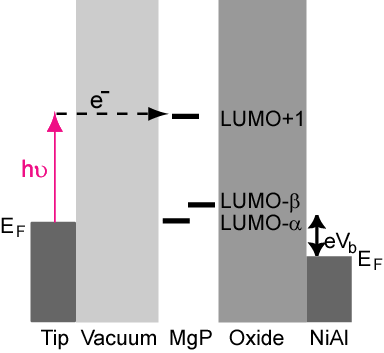 e⁻
LUMO+1
hυ
LUMO-β
E_F
LUMO-α
eV_b
E_F
Tip Vacuum MgP Oxide NiAl